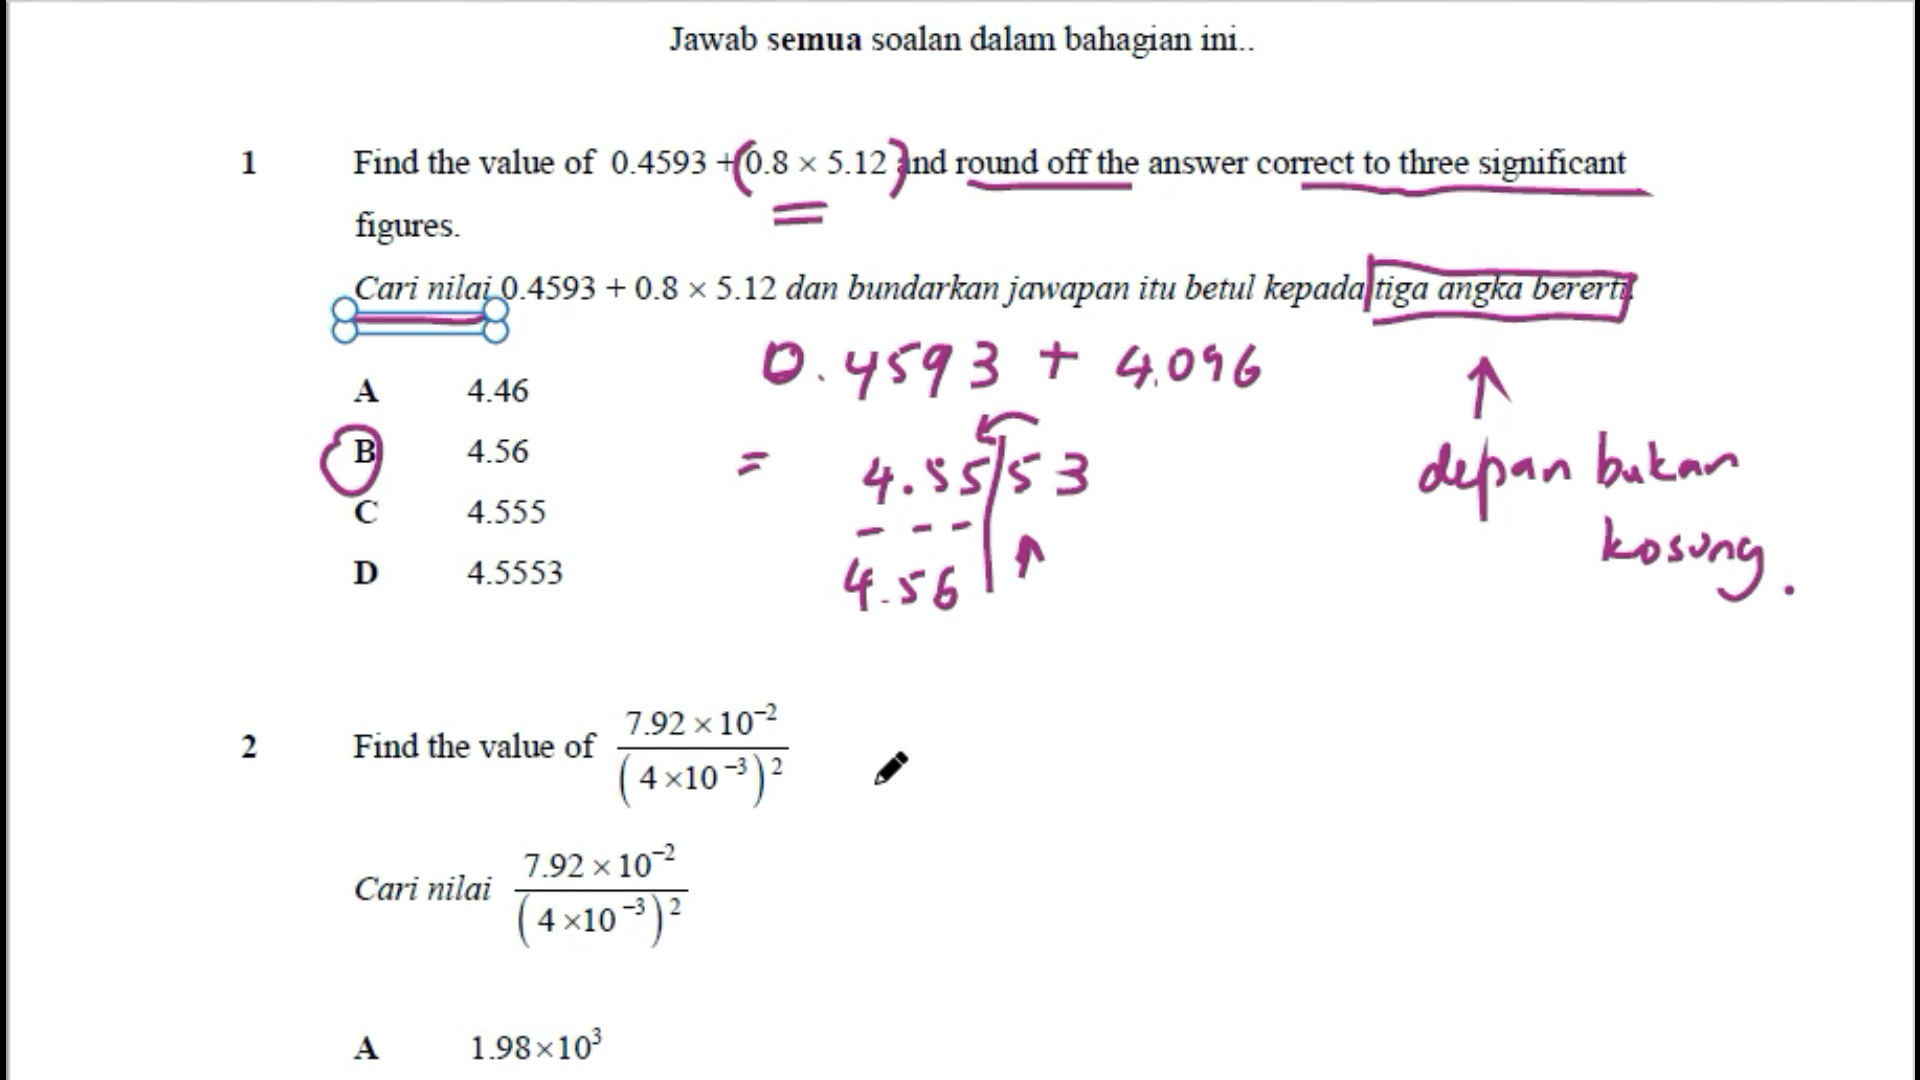 Jawab semua soalan dalam bahagian ini..
1 Find the value of 0.4593 + (0.8 × 5.12) and round off the answer correct to three significant
figures.
Cari nilai 0.4593 + 0.8 × 5.12 dan bundarkan jawapan itu betul kepada tiga angka bererti.
0.4593 + 4.096
A 4.46
B 4.56
= 4.55/53
depan bukan
kosong.
C 4.555
4.56
D 4.5553
2 Find the value of 7.92 × 10⁻² / (4 × 10⁻³)²
Cari nilai 7.92 × 10⁻² / (4 × 10⁻³)²
A 1.98×10³